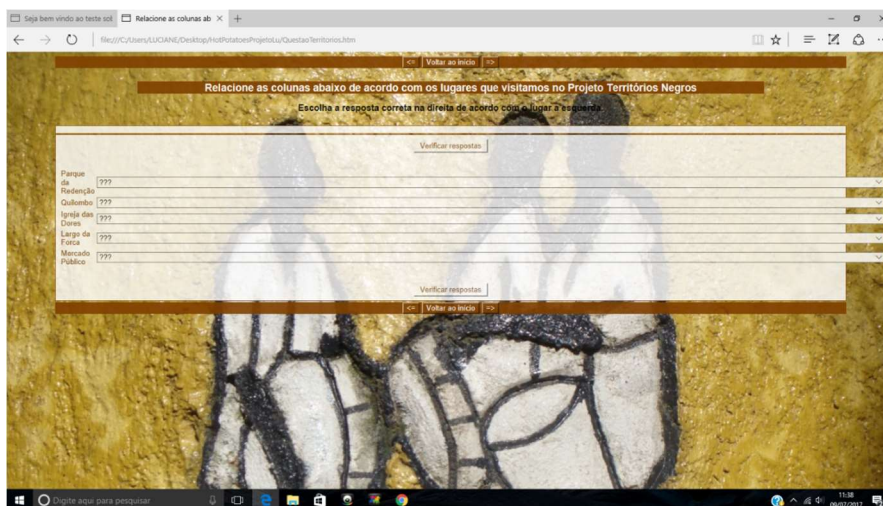 Seja bem vindo ao teste sol
Relacione as colunas ab
file:///C:/Users/LUCIANE/Desktop/HotPotatoesProjetoLu/QuestaoTerritorios.htm
<= Voltar ao início =>
Relacione as colunas abaixo de acordo com os lugares que visitamos no Projeto Territórios Negros
Escolha a resposta correta na direita de acordo com o lugar a esquerda.
Verificar respostas
Parque da Redenção ???
Quilombo ???
Igreja das Dores ???
Largo da Forca ???
Mercado Público ???
Verificar respostas
<= Voltar ao início =>
Digite aqui para pesquisar
11:38
09/07/2017